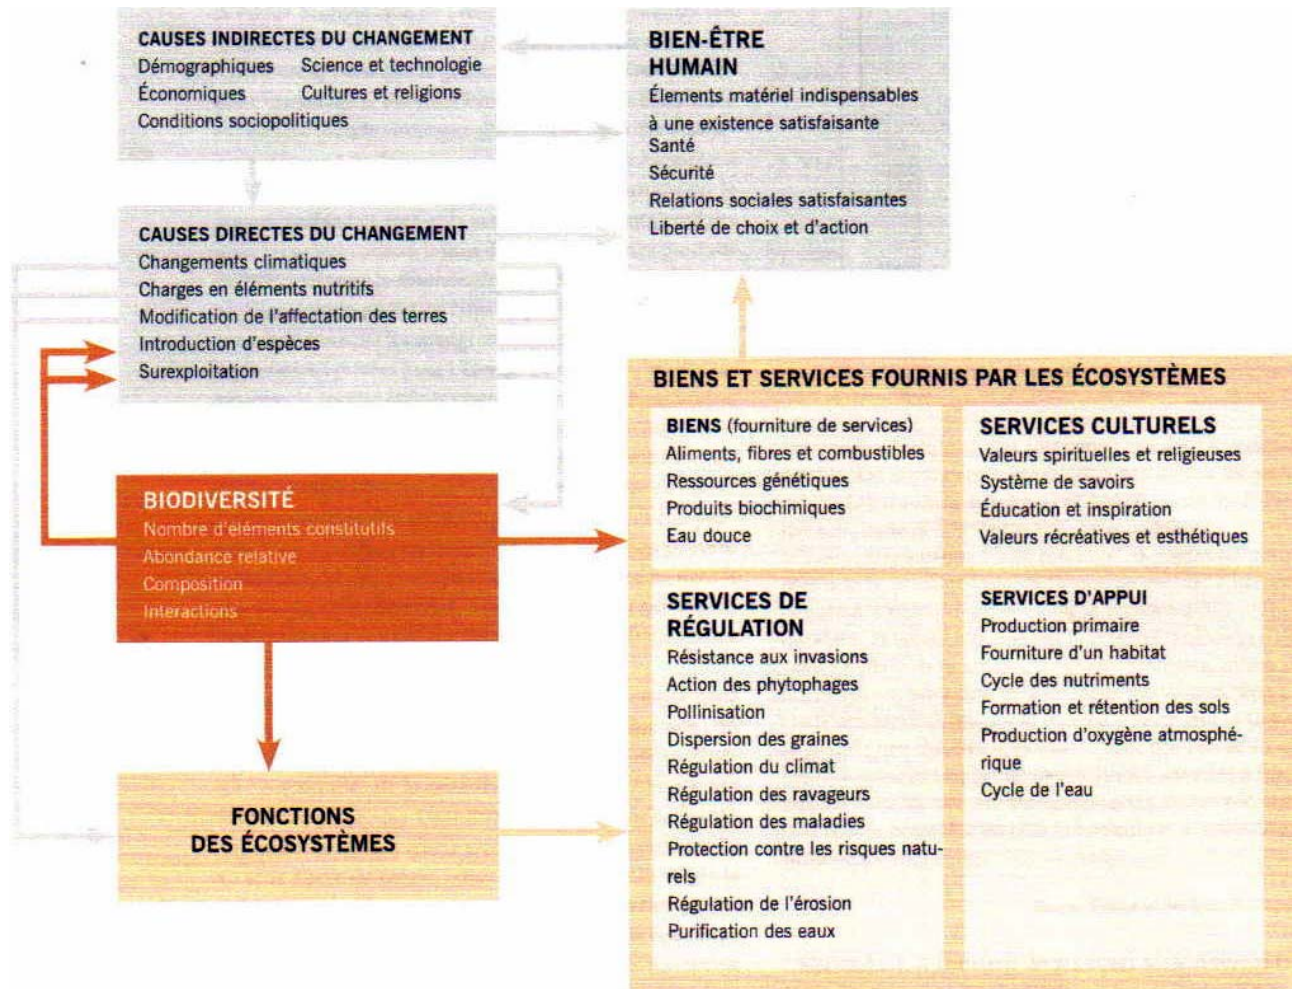 CAUSES INDIRECTES DU CHANGEMENT
Démographiques Science et technologie
Économiques Cultures et religions
Conditions sociopolitiques
BIEN-ÊTRE
HUMAIN
Élements matériel indispensables
à une existence satisfaisante
Santé
Sécurité
Relations sociales satisfaisantes
Liberté de choix et d'action
CAUSES DIRECTES DU CHANGEMENT
Changements climatiques
Charges en éléments nutritifs
Modification de l'affectation des terres
Introduction d'espèces
Surexploitation
BIODIVERSITÉ
Nombre d'eléments constitutifs
Abondance relative
Composition
Interactions
FONCTIONS
DES ÉCOSYSTÈMES
BIENS ET SERVICES FOURNIS PAR LES ÉCOSYSTÈMES
BIENS (fourniture de services)
Aliments, fibres et combustibles
Ressources génétiques
Produits biochimiques
Eau douce
SERVICES CULTURELS
Valeurs spirituelles et religieuses
Système de savoirs
Éducation et inspiration
Valeurs récréatives et esthétiques
SERVICES DE
RÉGULATION
Résistance aux invasions
Action des phytophages
Pollinisation
Dispersion des graines
Régulation du climat
Régulation des ravageurs
Régulation des maladies
Protection contre les risques natu-
rels
Régulation de l'érosion
Purification des eaux
SERVICES D'APPUI
Production primaire
Fourniture d'un habitat
Cycle des nutriments
Formation et rétention des sols
Production d'oxygène atmosphé-
rique
Cycle de l'eau